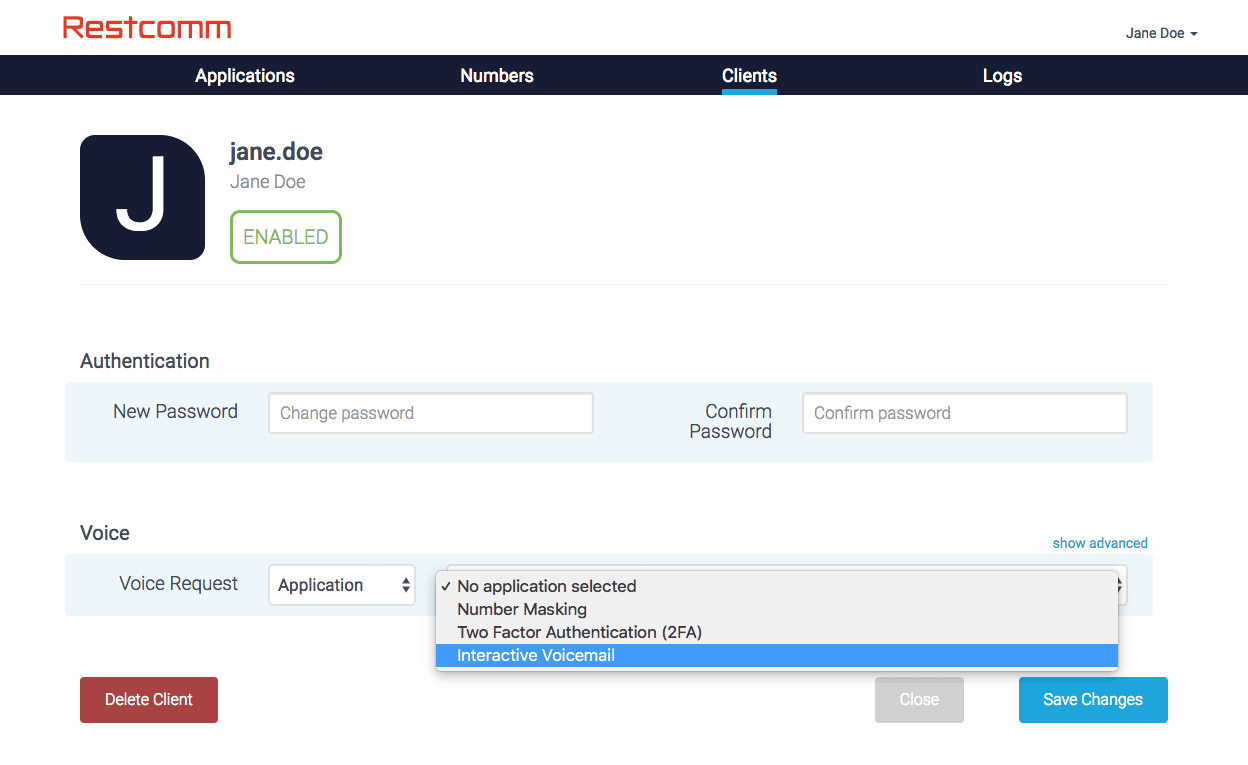 Restcomm
Jane Doe
Applications Numbers Clients Logs
J
jane.doe
Jane Doe
ENABLED
Authentication
New Password Change password Confirm Password Confirm password
Voice
show advanced
Voice Request Application
✓ No application selected
Number Masking
Two Factor Authentication (2FA)
Interactive Voicemail
Delete Client Close Save Changes